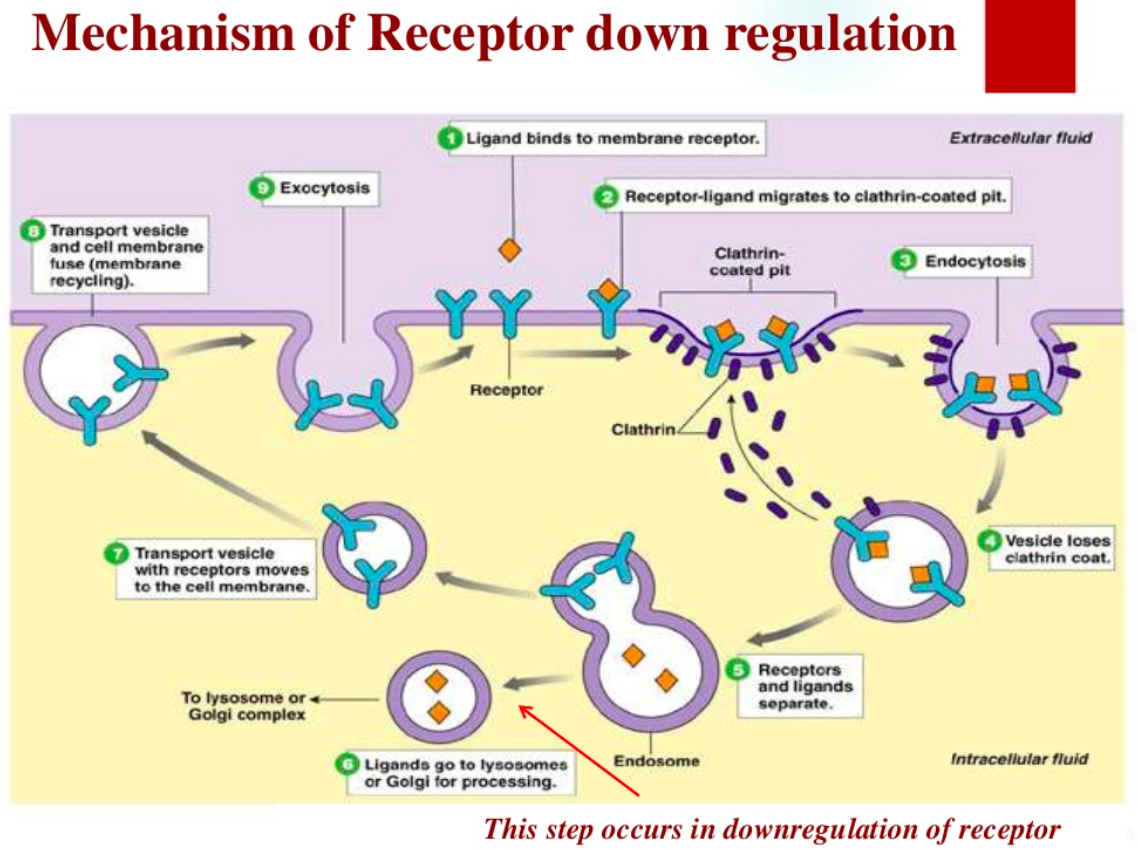 Mechanism of Receptor down regulation
1 Ligand binds to membrane receptor.
Extracellular fluid
9 Exocytosis
2 Receptor-ligand migrates to clathrin-coated pit.
8 Transport vesicle
and cell membrane
fuse (membrane
recycling).
Clathrin-
coated pit
3 Endocytosis
Receptor
Clathrin
4 Vesicle loses
clathrin coat.
7 Transport vesicle
with receptors moves
to the cell membrane.
5 Receptors
and ligands
separate.
To lysosome or
Golgi complex
6 Ligands go to lysosomes
or Golgi for processing.
Endosome
Intracellular fluid
This step occurs in downregulation of receptor